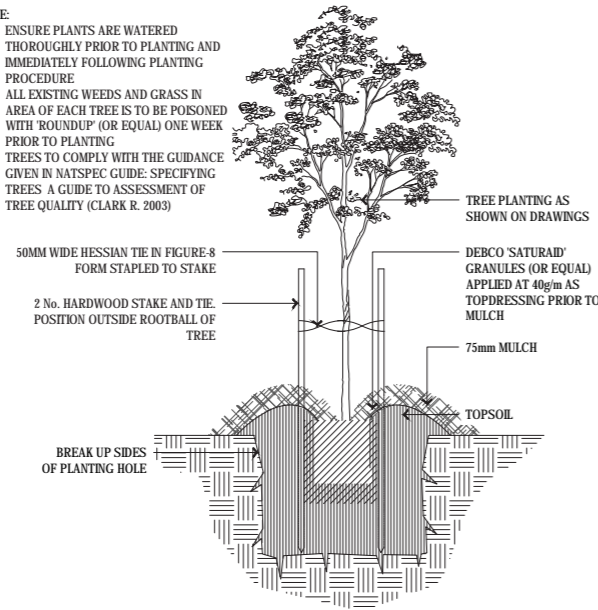 E:
ENSURE PLANTS ARE WATERED
THOROUGHLY PRIOR TO PLANTING AND
IMMEDIATELY FOLLOWING PLANTING
PROCEDURE
ALL EXISTING WEEDS AND GRASS IN
AREA OF EACH TREE IS TO BE POISONED
WITH 'ROUNDUP' (OR EQUAL) ONE WEEK
PRIOR TO PLANTING
TREES TO COMPLY WITH THE GUIDANCE
GIVEN IN NATSPEC GUIDE: SPECIFYING
TREES A GUIDE TO ASSESSMENT OF
TREE QUALITY (CLARK R. 2003)
TREE PLANTING AS
SHOWN ON DRAWINGS
50MM WIDE HESSIAN TIE IN FIGURE-8
FORM STAPLED TO STAKE
DEBCO 'SATURAID'
GRANULES (OR EQUAL)
APPLIED AT 40g/m AS
TOPDRESSING PRIOR TO
MULCH
2 No. HARDWOOD STAKE AND TIE.
POSITION OUTSIDE ROOTBALL OF
TREE
75mm MULCH
TOPSOIL
BREAK UP SIDES
OF PLANTING HOLE